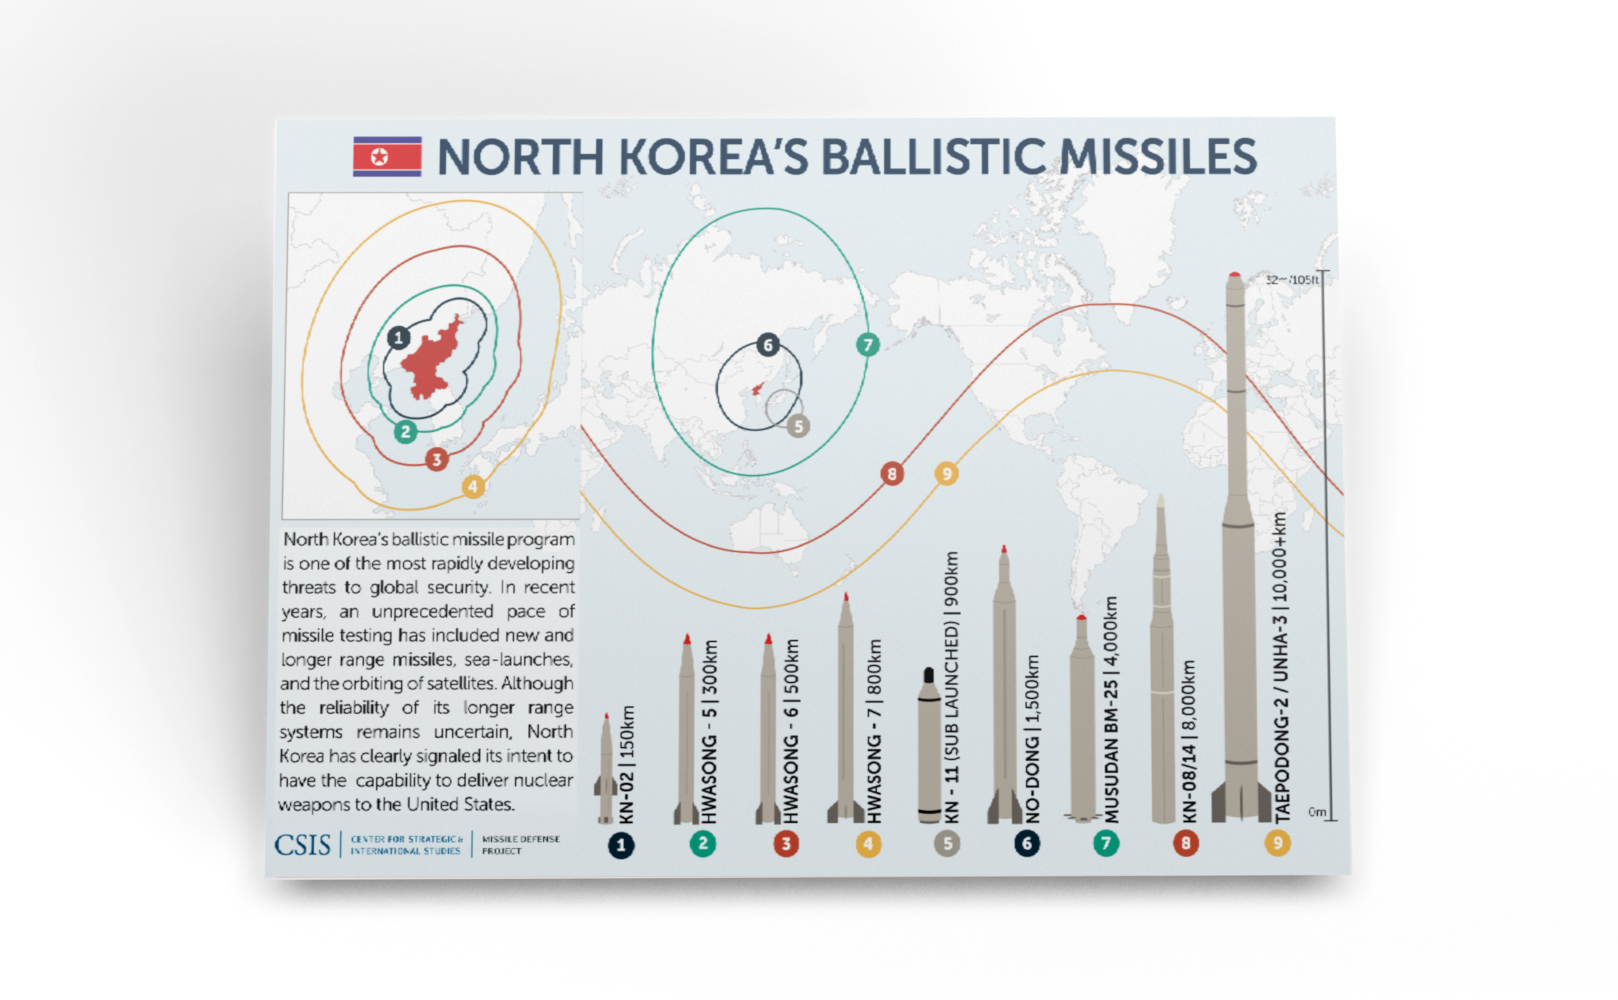 NORTH KOREA'S BALLISTIC MISSILES
1
2
3
4
6
5
7
8
9
North Korea's ballistic missile program
is one of the most rapidly developing
threats to global security. In recent
years, an unprecedented pace of
missile testing has included new and
longer range missiles, sea-launches,
and the orbiting of satellites. Although
the reliability of its longer range
systems remains uncertain, North
Korea has clearly signaled its intent to
have the capability to deliver nuclear
weapons to the United States.
CSIS
CENTER FOR STRATEGIC &
INTERNATIONAL STUDIES
MISSILE DEFENSE
PROJECT
32m/105ft
0m
KN-02 | 150km
HWASONG - 5 | 300km
HWASONG - 6 | 500km
HWASONG - 7 | 800km
KN - 11 (SUB LAUNCHED) | 900km
NO-DONG | 1,500km
MUSUDAN BM-25 | 4,000km
KN-08/14 | 8,000km
TAEPODONG-2 / UNHA-3 | 10,000+km
1
2
3
4
5
6
7
8
9